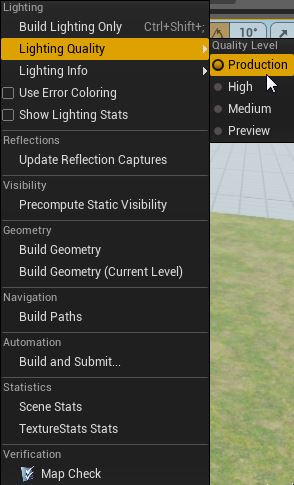 Lighting
Build Lighting Only Ctrl+Shift+;
Lighting Quality
Lighting Info
Use Error Coloring
Show Lighting Stats
Reflections
Update Reflection Captures
Visibility
Precompute Static Visibility
Geometry
Build Geometry
Build Geometry (Current Level)
Navigation
Build Paths
Automation
Build and Submit...
Statistics
Scene Stats
TextureStats Stats
Verification
Map Check
10°
Quality Level
Production
High
Medium
Preview